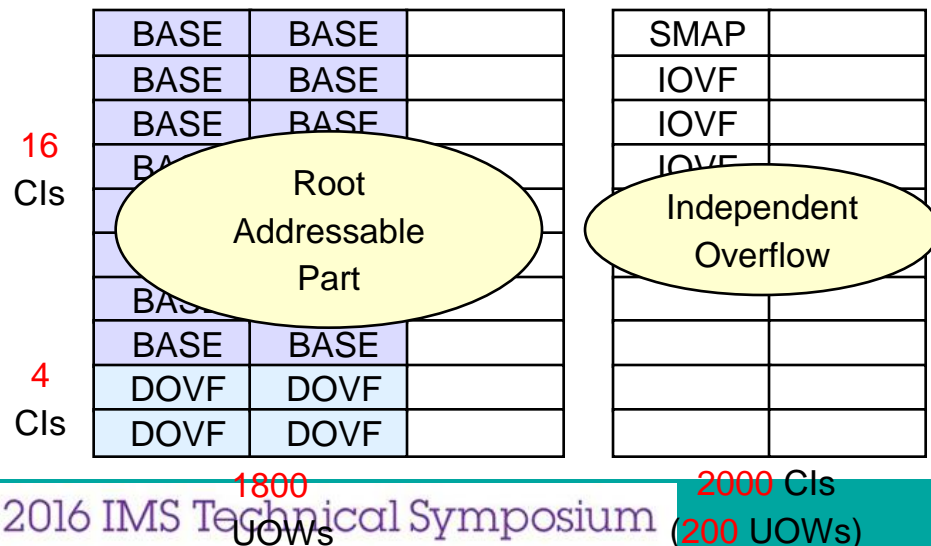 BASE BASE SMAP
BASE BASE IOVF
BASE BASE IOVF
16
CIs
Root
Addressable
Part
Independent
Overflow
BASE BASE
4
CIs
DOVF DOVF
DOVF DOVF
1800
UOWs
2000 CIs
(200 UOWs)
2016 IMS Technical Symposium